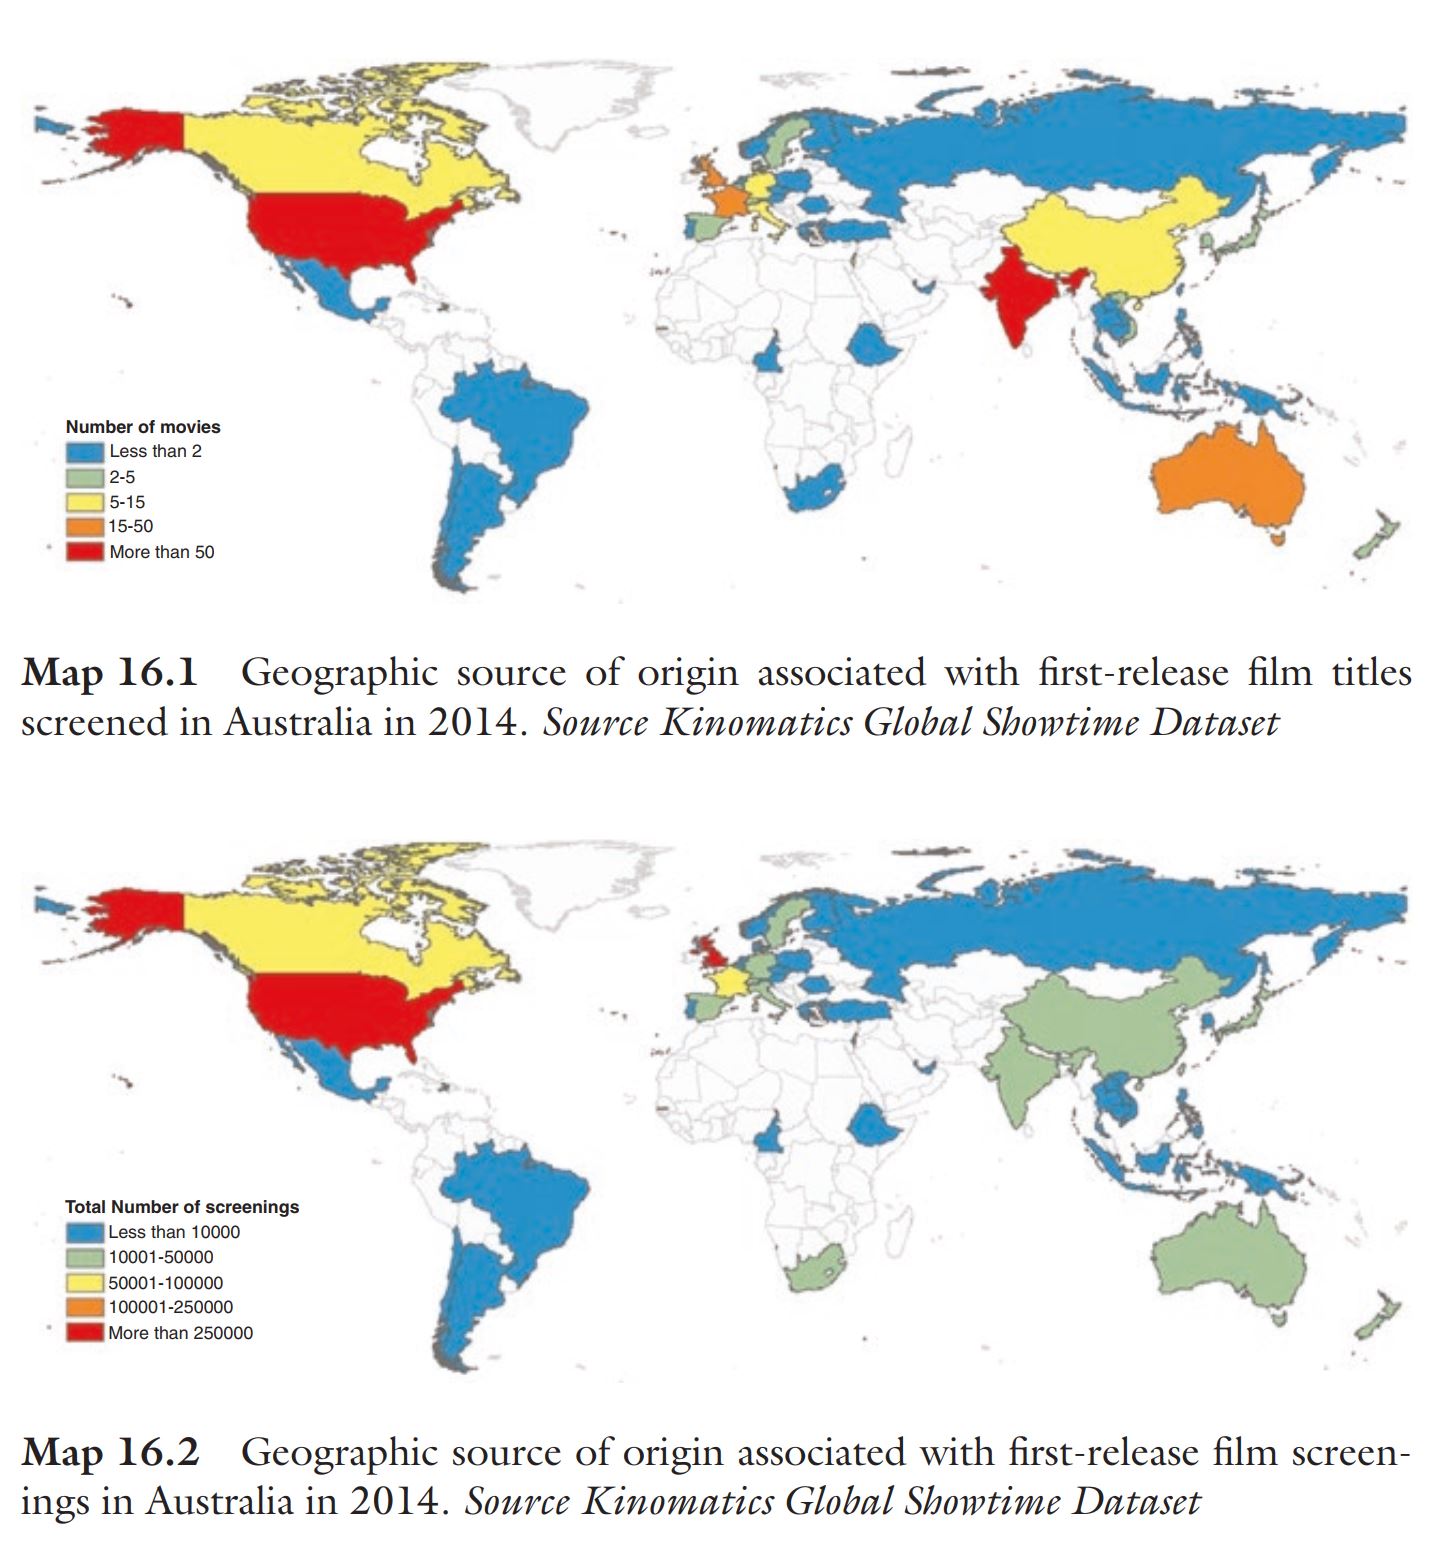 Number of movies
Less than 2
2-5
5-15
15-50
More than 50
Map 16.1 Geographic source of origin associated with first-release film titles
screened in Australia in 2014. Source Kinomatics Global Showtime Dataset
Total Number of screenings
Less than 10000
10001-50000
50001-100000
100001-250000
More than 250000
Map 16.2 Geographic source of origin associated with first-release film screen-
ings in Australia in 2014. Source Kinomatics Global Showtime Dataset